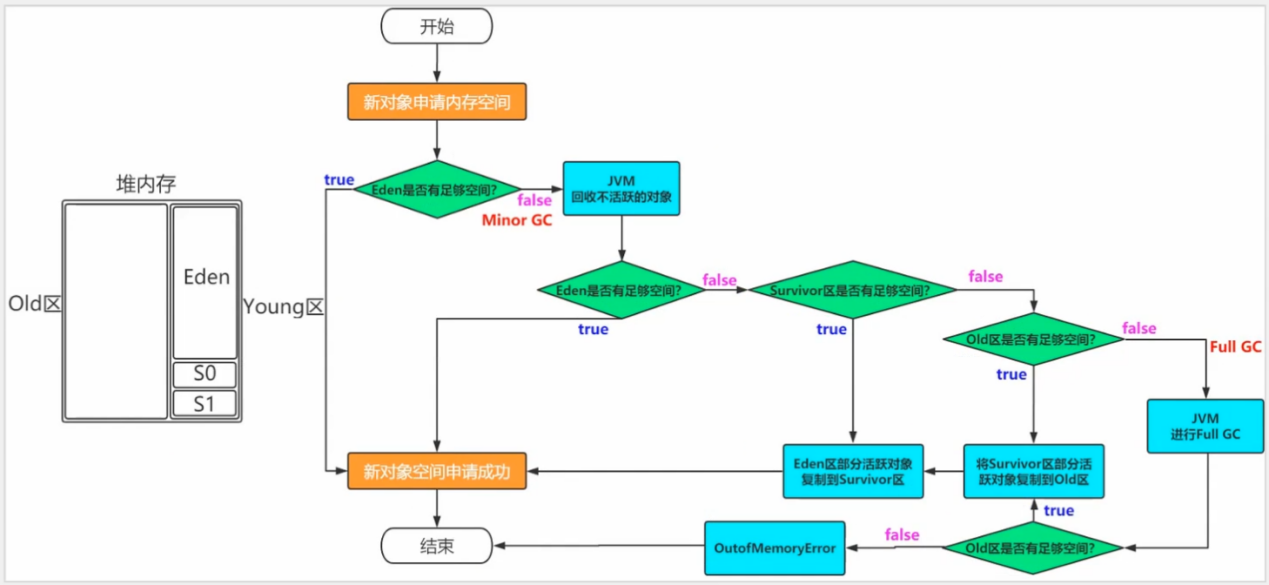 开始
新对象申请内存空间
Eden是否有足够空间?
true
false
Minor GC
JVM
回收不活跃的对象
堆内存
Old区
Eden
S0
S1
Young区
Eden是否有足够空间?
false
true
Survivor区是否有足够空间?
false
true
Old区是否有足够空间?
false
Full GC
true
JVM
进行Full GC
新对象空间申请成功
Eden区部分活跃对象
复制到Survivor区
将Survivor区部分活
跃对象复制到Old区
true
结束
OutofMemoryError
false
Old区是否有足够空间?